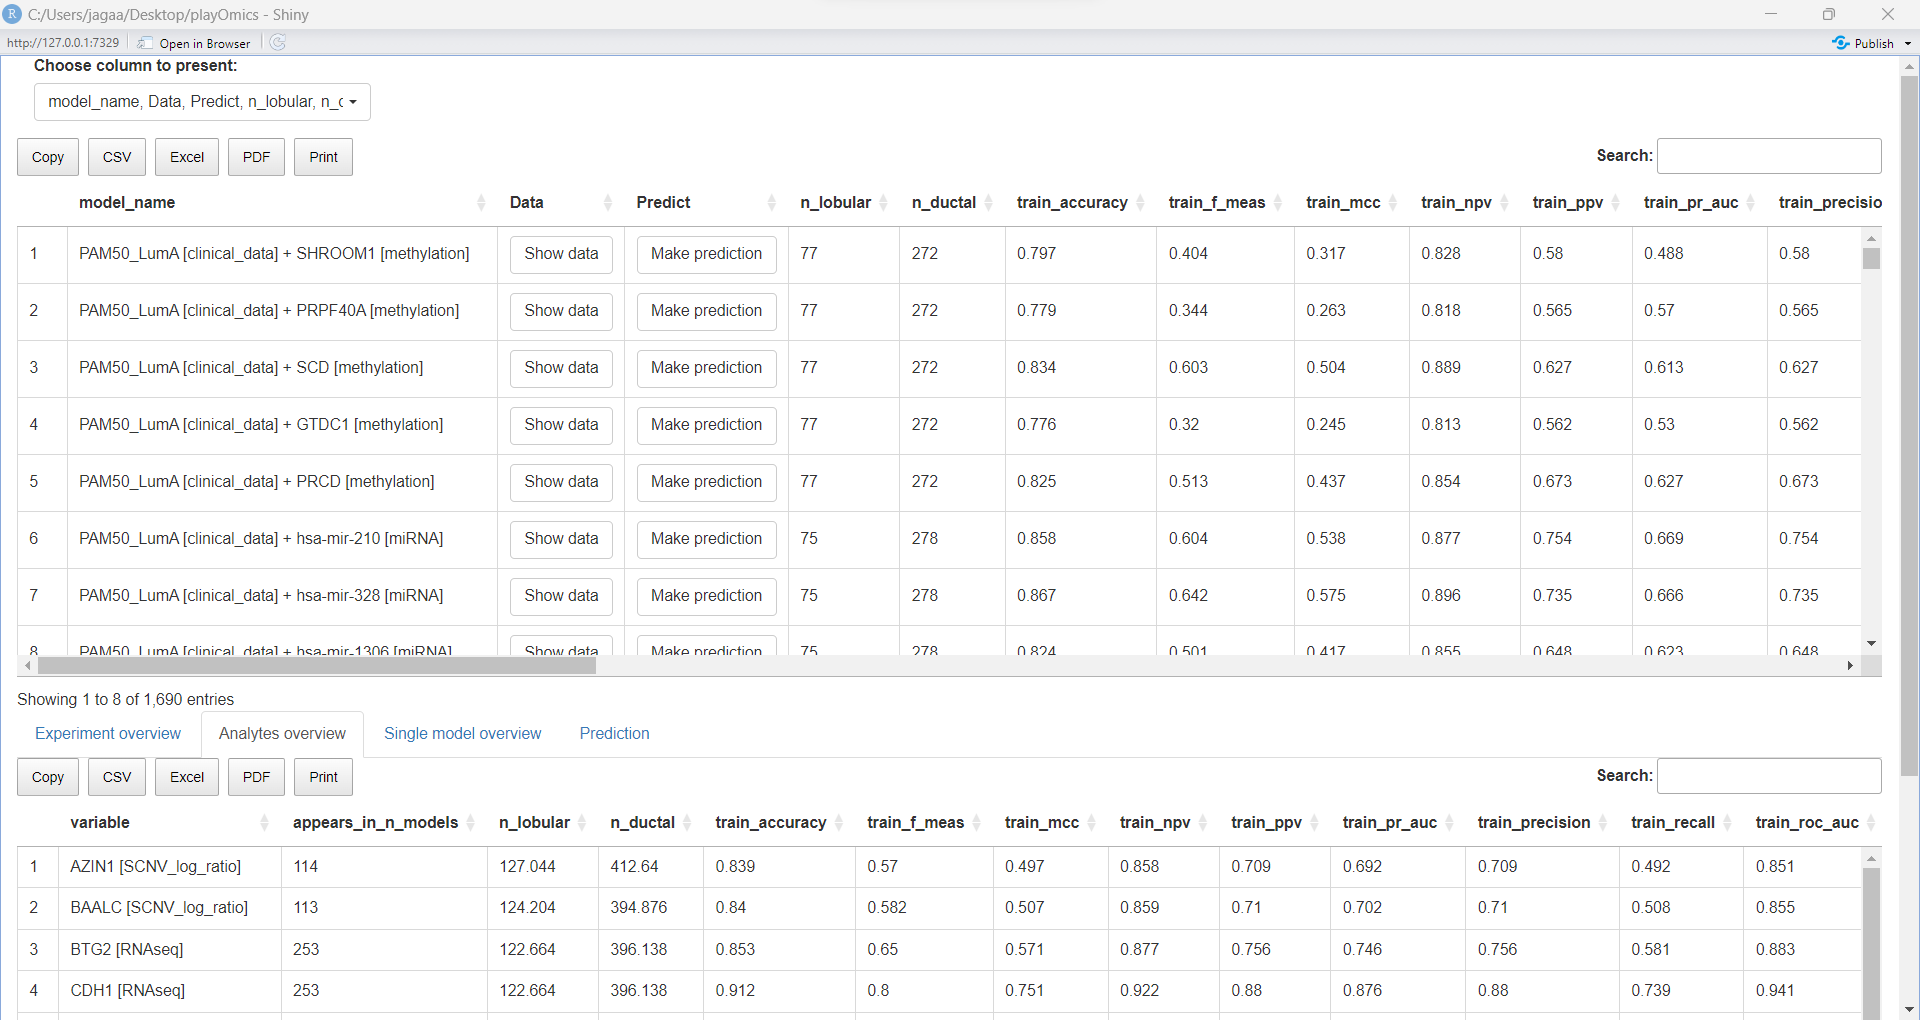 C:/Users/jagaa/Desktop/playOmics - Shiny
http://127.0.0.1:7329 Open in Browser Publish
Choose column to present:
model_name, Data, Predict, n_lobular, n_c
Copy CSV Excel PDF Print Search:
model_name Data Predict n_lobular n_ductal train_accuracy train_f_meas train_mcc train_npv train_ppv train_pr_auc train_precisio
1 PAM50_LumA [clinical_data] + SHROOM1 [methylation] Show data Make prediction 77 272 0.797 0.404 0.317 0.828 0.58 0.488 0.58
2 PAM50_LumA [clinical_data] + PRPF40A [methylation] Show data Make prediction 77 272 0.779 0.344 0.263 0.818 0.565 0.57 0.565
3 PAM50_LumA [clinical_data] + SCD [methylation] Show data Make prediction 77 272 0.834 0.603 0.504 0.889 0.627 0.613 0.627
4 PAM50_LumA [clinical_data] + GTDC1 [methylation] Show data Make prediction 77 272 0.776 0.32 0.245 0.813 0.562 0.53 0.562
5 PAM50_LumA [clinical_data] + PRCD [methylation] Show data Make prediction 77 272 0.825 0.513 0.437 0.854 0.673 0.627 0.673
6 PAM50_LumA [clinical_data] + hsa-mir-210 [miRNA] Show data Make prediction 75 278 0.858 0.604 0.538 0.877 0.754 0.669 0.754
7 PAM50_LumA [clinical_data] + hsa-mir-328 [miRNA] Show data Make prediction 75 278 0.867 0.642 0.575 0.896 0.735 0.666 0.735
8 PAM50_LumA [clinical_data] + hsa-mir-1306 [miRNA] Show data Make prediction 75 278 0.824 0.501 0.417 0.855 0.648 0.623 0.648
Showing 1 to 8 of 1,690 entries
Experiment overview Analytes overview Single model overview Prediction
Copy CSV Excel PDF Print Search:
variable appears_in_n_models n_lobular n_ductal train_accuracy train_f_meas train_mcc train_npv train_ppv train_pr_auc train_precision train_recall train_roc_auc
1 AZIN1 [SCNV_log_ratio] 114 127.044 412.64 0.839 0.57 0.497 0.858 0.709 0.692 0.709 0.492 0.851
2 BAALC [SCNV_log_ratio] 113 124.204 394.876 0.84 0.582 0.507 0.859 0.71 0.702 0.71 0.508 0.855
3 BTG2 [RNAseq] 253 122.664 396.138 0.853 0.65 0.571 0.877 0.756 0.746 0.756 0.581 0.883
4 CDH1 [RNAseq] 253 122.664 396.138 0.912 0.8 0.751 0.922 0.88 0.876 0.88 0.739 0.941